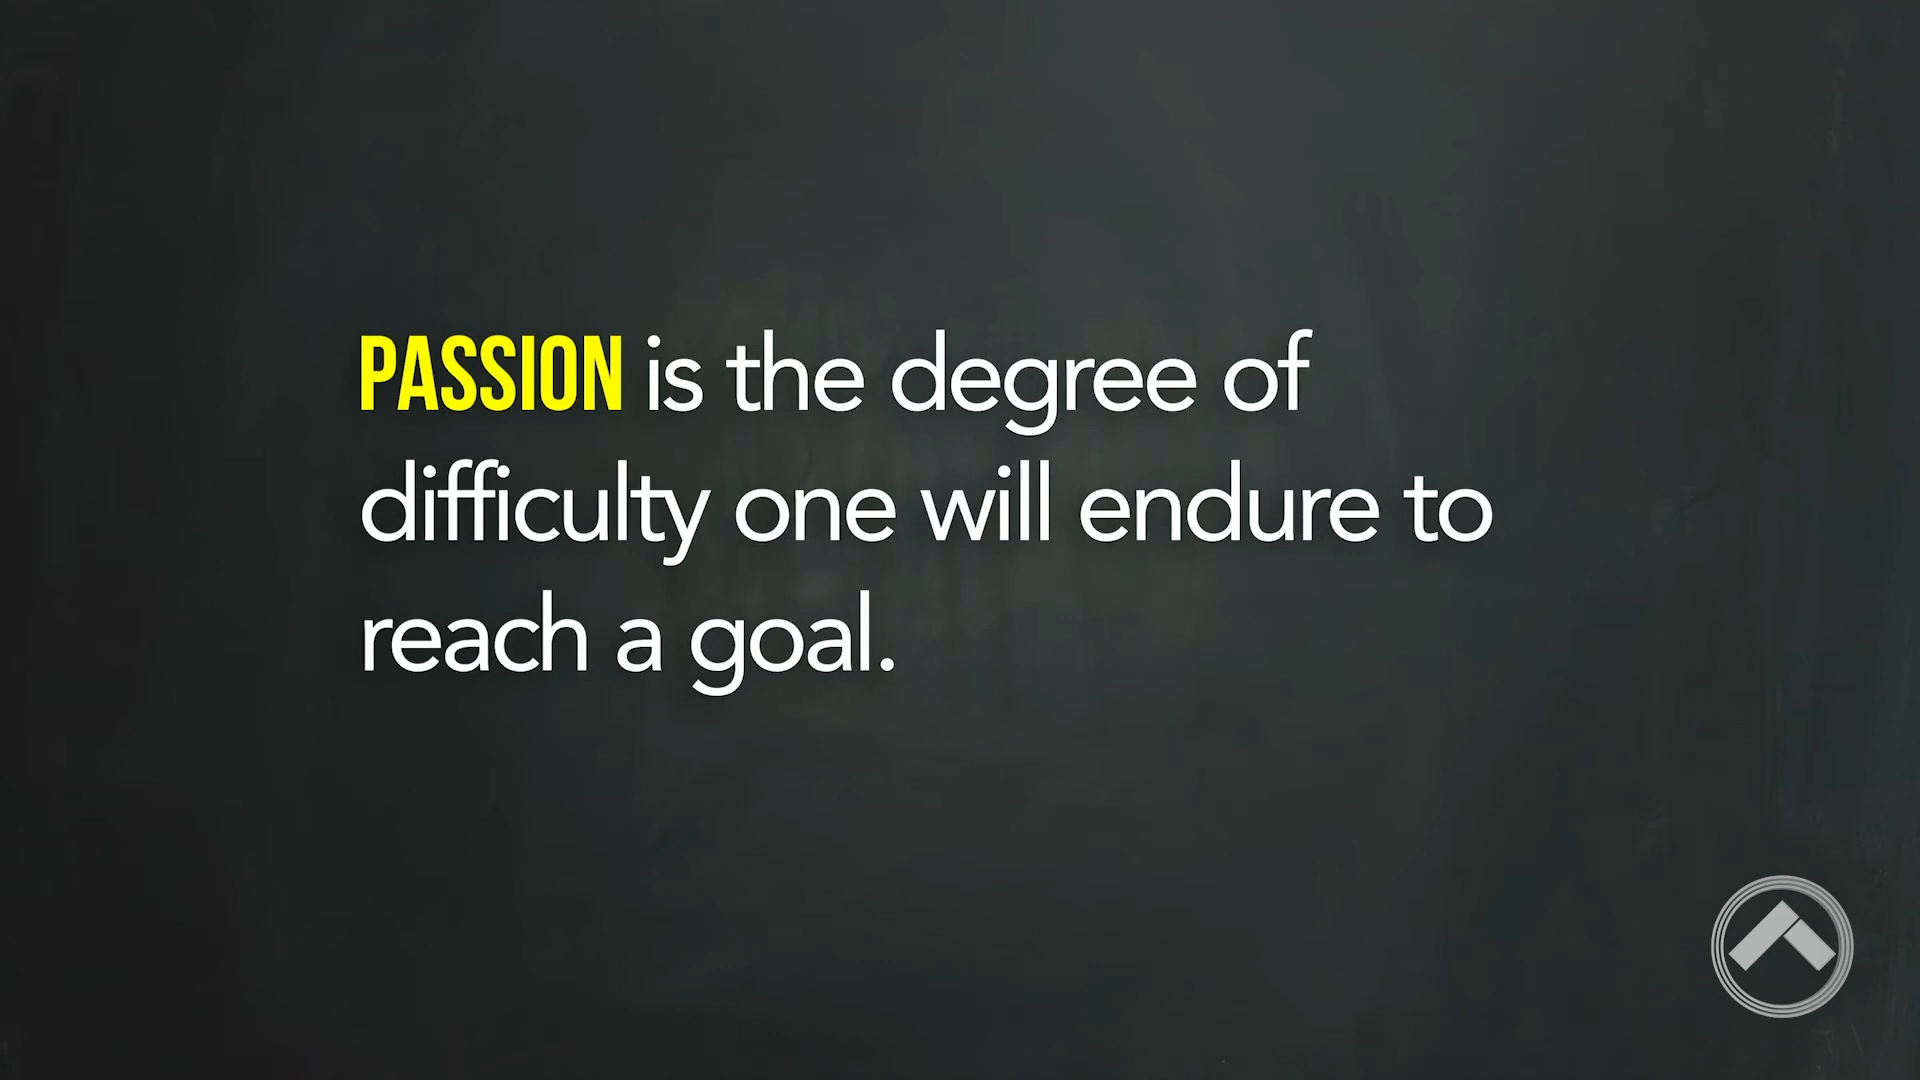 PASSION is the degree of
difficulty one will endure to
reach a goal.